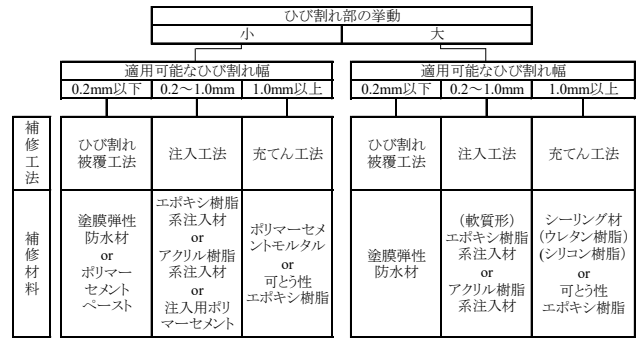 ひび割れ部の挙動
小 大
適用可能なひび割れ幅 適用可能なひび割れ幅
0.2mm以下 0.2～1.0mm 1.0mm以上 0.2mm以下 0.2～1.0mm 1.0mm以上
補修工法
ひび割れ
被覆工法
注入工法
充てん工法
ひび割れ
被覆工法
注入工法
充てん工法
補修材料
塗膜弾性
防水材
or
ポリマー
セメント
ペースト
エポキシ樹脂
系注入材
or
アクリル樹脂
系注入材
or
注入用ポリ
マーセメント
ポリマーセメ
ントモルタル
or
可とう性
エポキシ樹脂
塗膜弾性
防水材
(軟質形)
エポキシ樹脂
系注入材
or
アクリル樹脂
系注入材
シーリング材
(ウレタン樹脂)
(シリコン樹脂)
or
可とう性
エポキシ樹脂